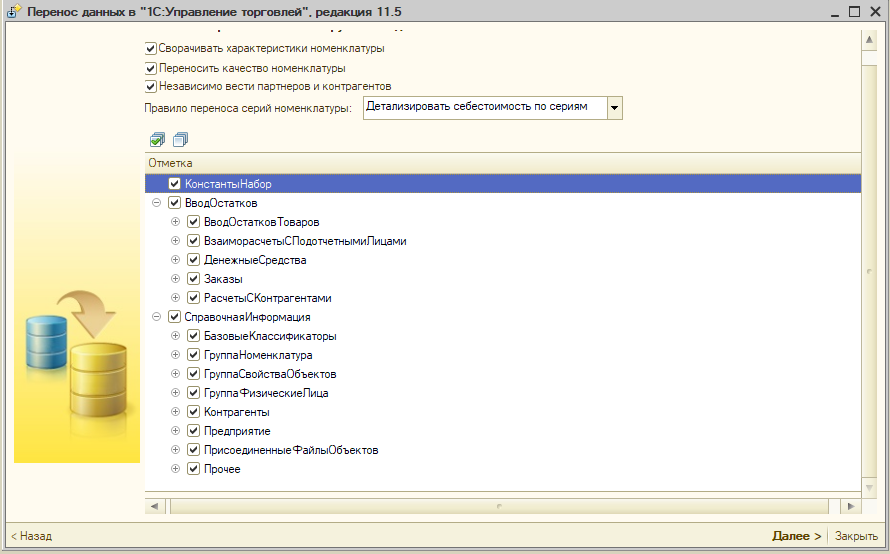 Перенос данных в "1С:Управление торговлей", редакция 11.5
Сворачивать характеристики номенклатуры
Переносить качество номенклатуры
Независимо вести партнеров и контрагентов
Правило переноса серий номенклатуры: Детализировать себестоимость по сериям
Отметка
КонстантыНабор
ВводОстатков
ВводОстатковТоваров
ВзаиморасчетыСПодотчетнымиЛицами
ДенежныеСредства
Заказы
РасчетыСКонтрагентами
СправочнаяИнформация
БазовыеКлассификаторы
ГруппаНоменклатура
ГруппаСвойстваОбъектов
ГруппаФизическиеЛица
Контрагенты
Предприятие
ПрисоединенныеФайлыОбъектов
Прочее
< Назад
Далее >
Закрыть